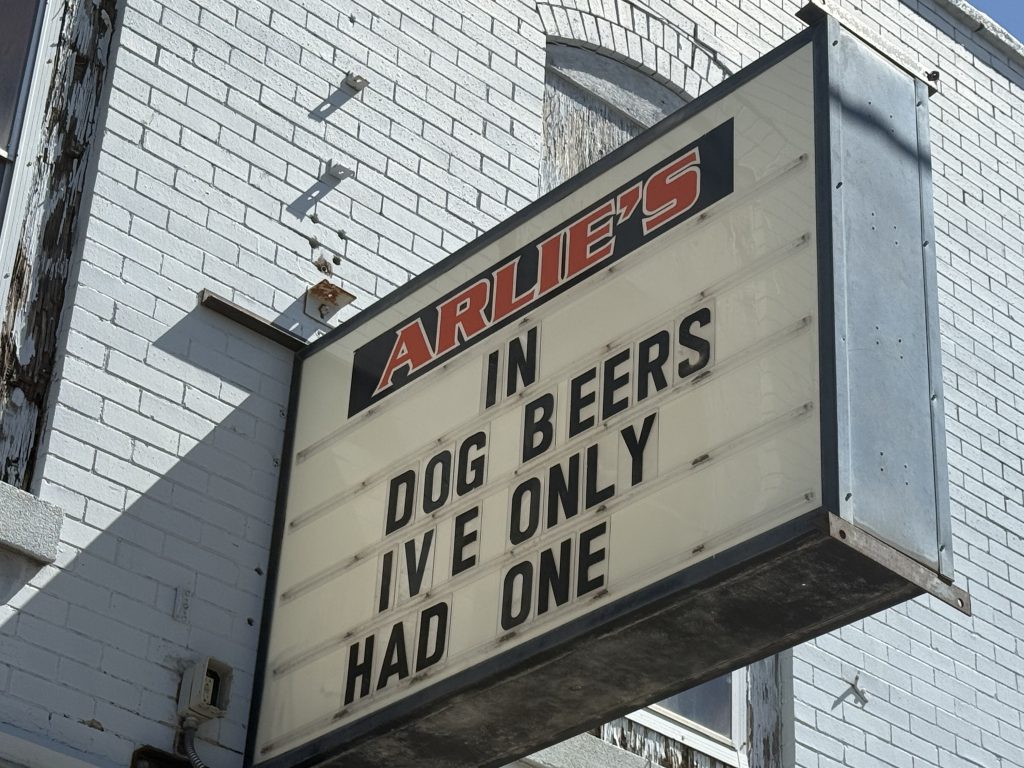 ARLIE'S
IN
DOG BEERS
IVE ONLY
HAD ONE